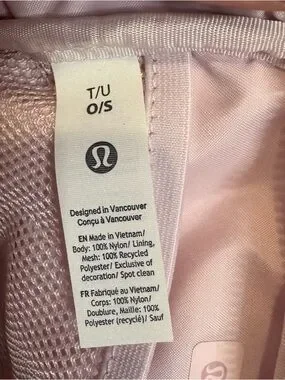 T/U
O/S
Designed in Vancouver
Conçu à Vancouver
EN Made in Vietnam/
Body: 100% Nylon/ Lining,
Mesh: 100% Recycled
Polyester/ Exclusive of
decoration/ Spot clean
FR Fabriqué au Vietnam/
Corps: 100% Nylon/
Doublure, Maille: 100%
Polyester (recyclé)/ Sauf